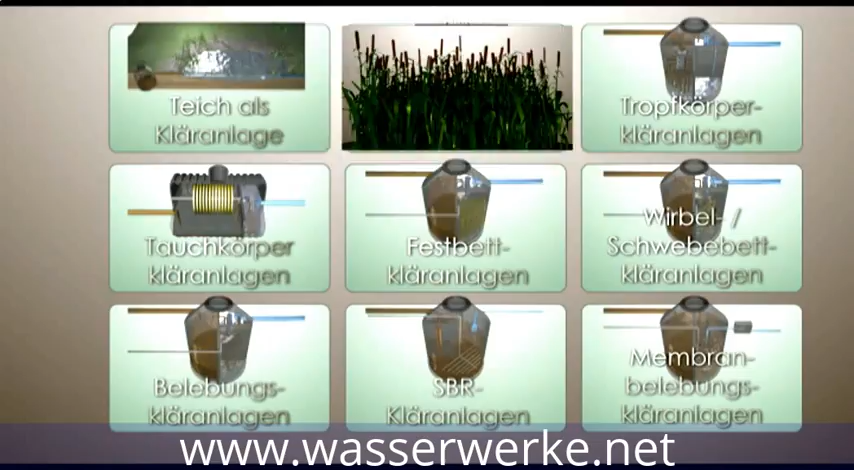 Teich als
Kläranlage
Tropfkörper-
kläranlagen
Tauchkörper
kläranlagen
Festbett-
kläranlagen
Wirbel- /
Schwebebett-
kläranlagen
Belebungs-
kläranlagen
SBR-
Kläranlagen
Membran-
belebungs-
kläranlagen
www.wasserwerke.net